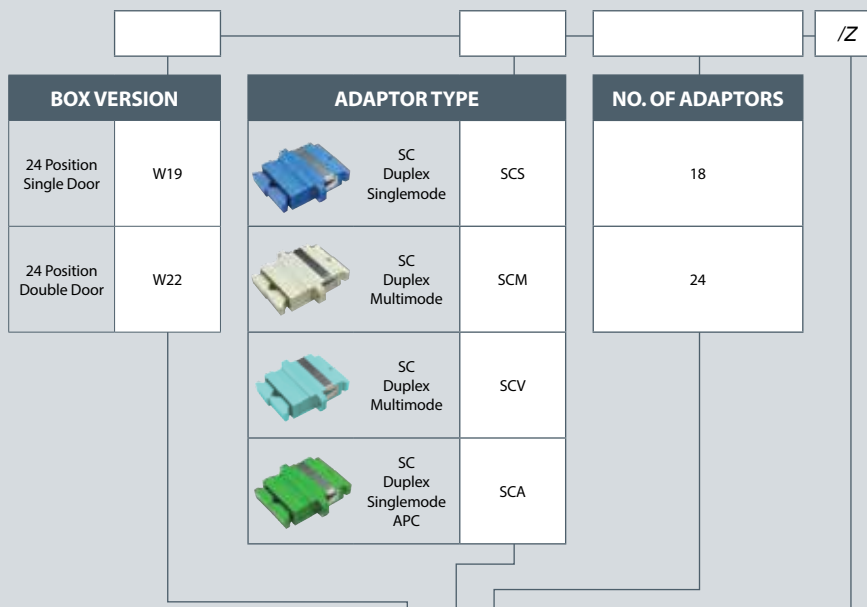 /Z
BOX VERSION
24 Position
Single Door
W19
24 Position
Double Door
W22
ADAPTOR TYPE
SC
Duplex
Singlemode
SCS
SC
Duplex
Multimode
SCM
SC
Duplex
Multimode
SCV
SC
Duplex
Singlemode
APC
SCA
NO. OF ADAPTORS
18
24